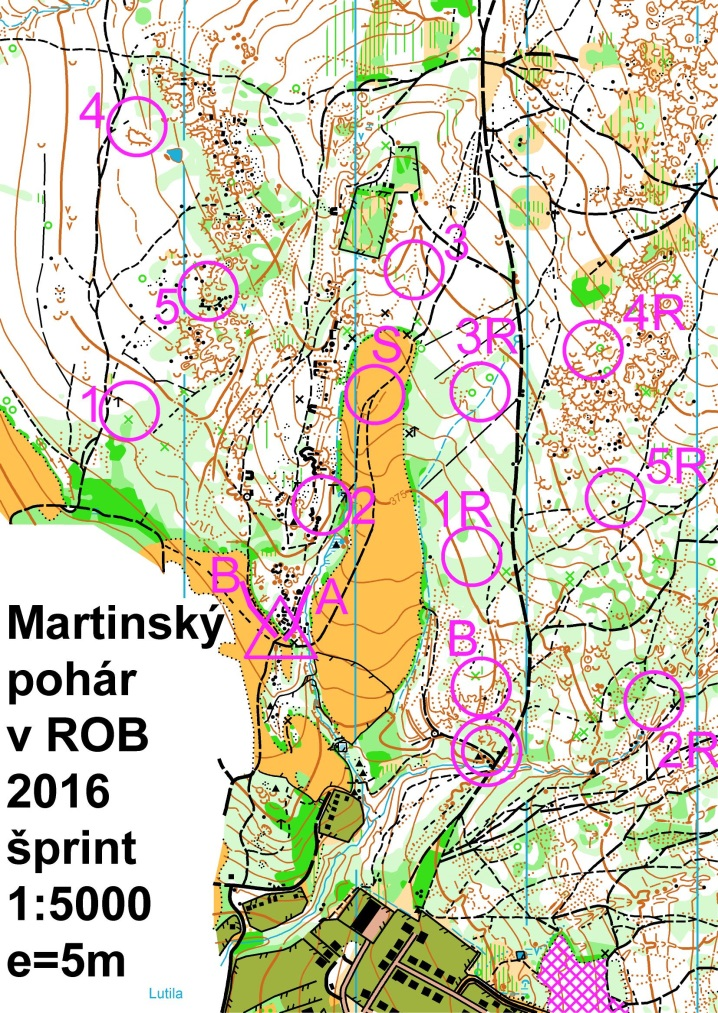 4
3
5
S
3R
4R
1
2
1R
5R
B
A
B
2R
375
Martinský
pohár
v ROB
2016
šprint
1:5000
e=5m
Lutila